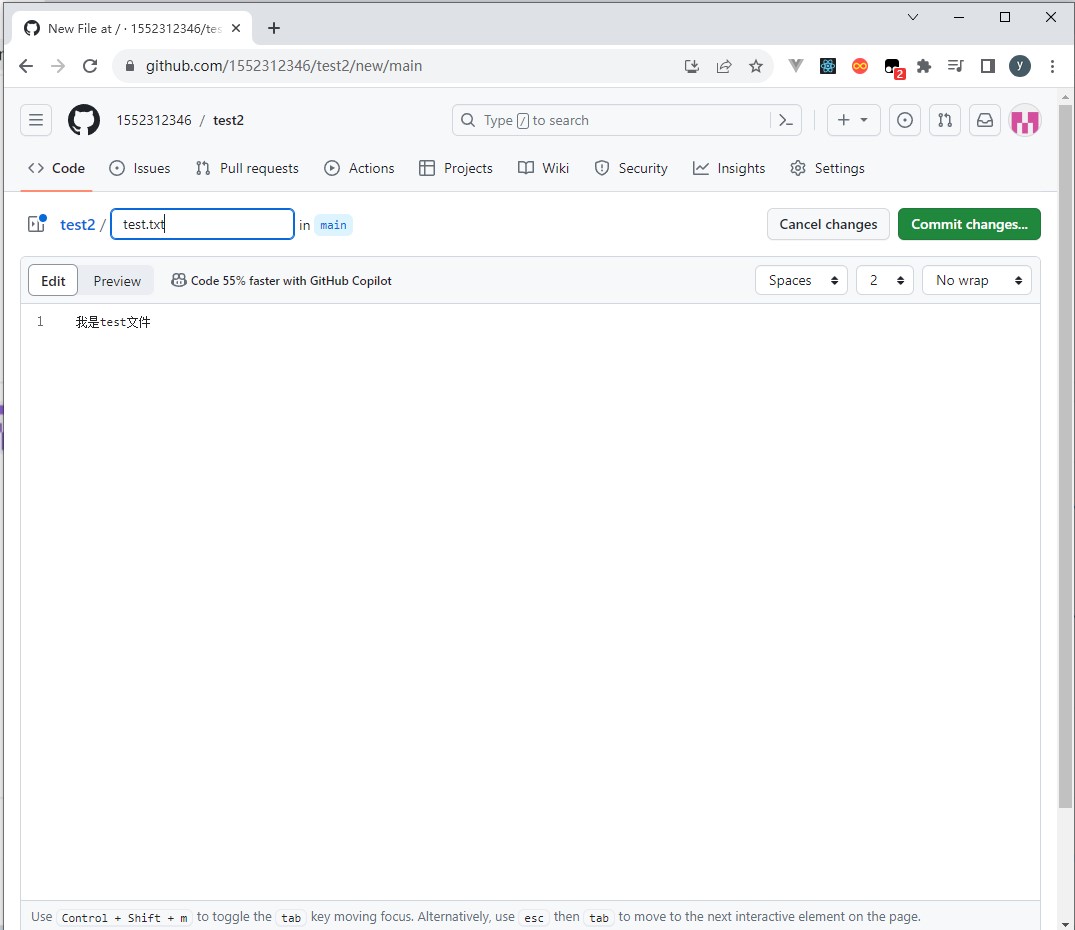 New File at / · 1552312346/tes
github.com/1552312346/test2/new/main
2
y
1552312346 / test2
Type / to search
Code Issues Pull requests Actions Projects Wiki Security Insights Settings
test2 / test.txt in main Cancel changes Commit changes...
Edit Preview Code 55% faster with GitHub Copilot Spaces 2 No wrap
1 我是test文件
Use Control + Shift + m to toggle the tab key moving focus. Alternatively, use esc then tab to move to the next interactive element on the page.